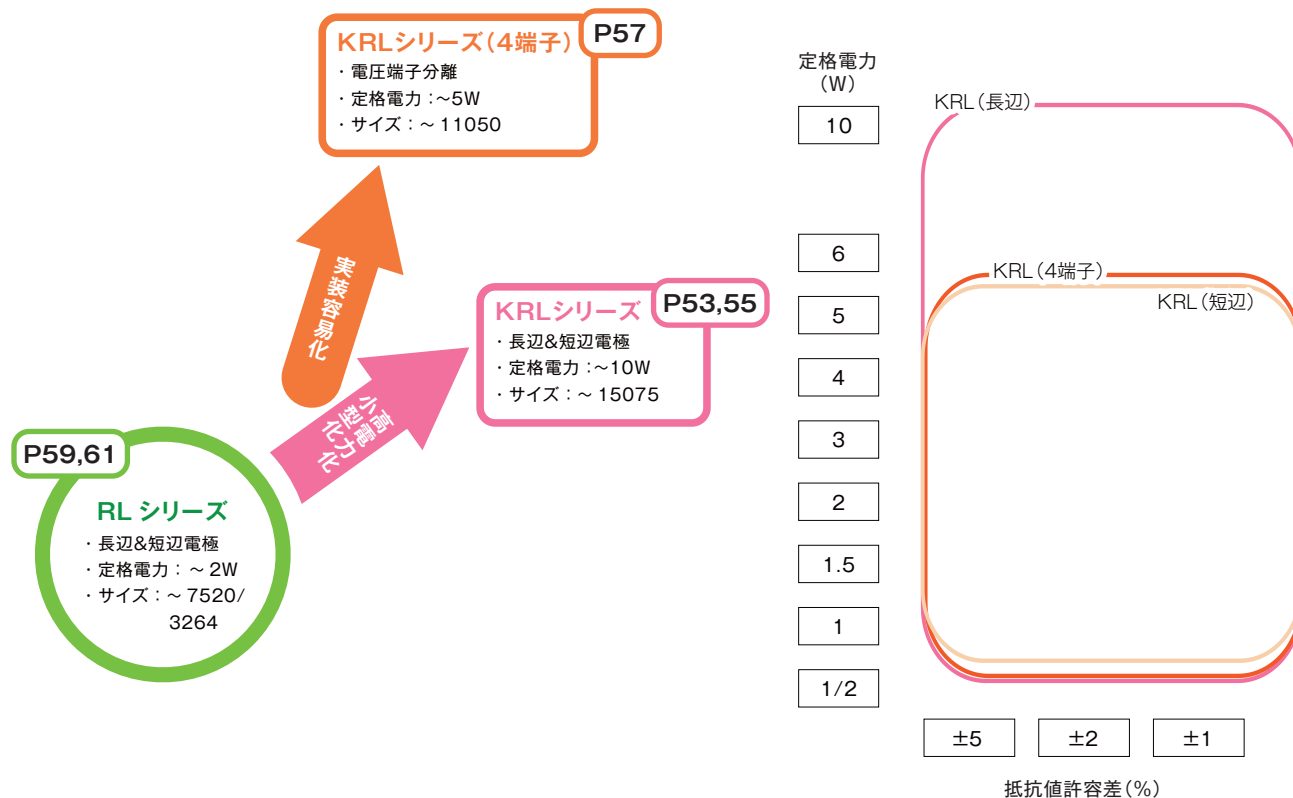 KRLシリーズ(4端子)
P57
・電圧端子分離
・定格電力:~5W
・サイズ:~11050
実装容易化
KRLシリーズ
P53,55
・長辺&短辺電極
・定格電力:~10W
・サイズ:~15075
高電力化
小型化
P59,61
RL シリーズ
・長辺&短辺電極
・定格電力:~2W
・サイズ:~7520/
3264
定格電力
(W)
10
6
5
4
3
2
1.5
1
1/2
KRL(長辺)
KRL(4端子)
KRL(短辺)
±5
±2
±1
抵抗値許容差(%)